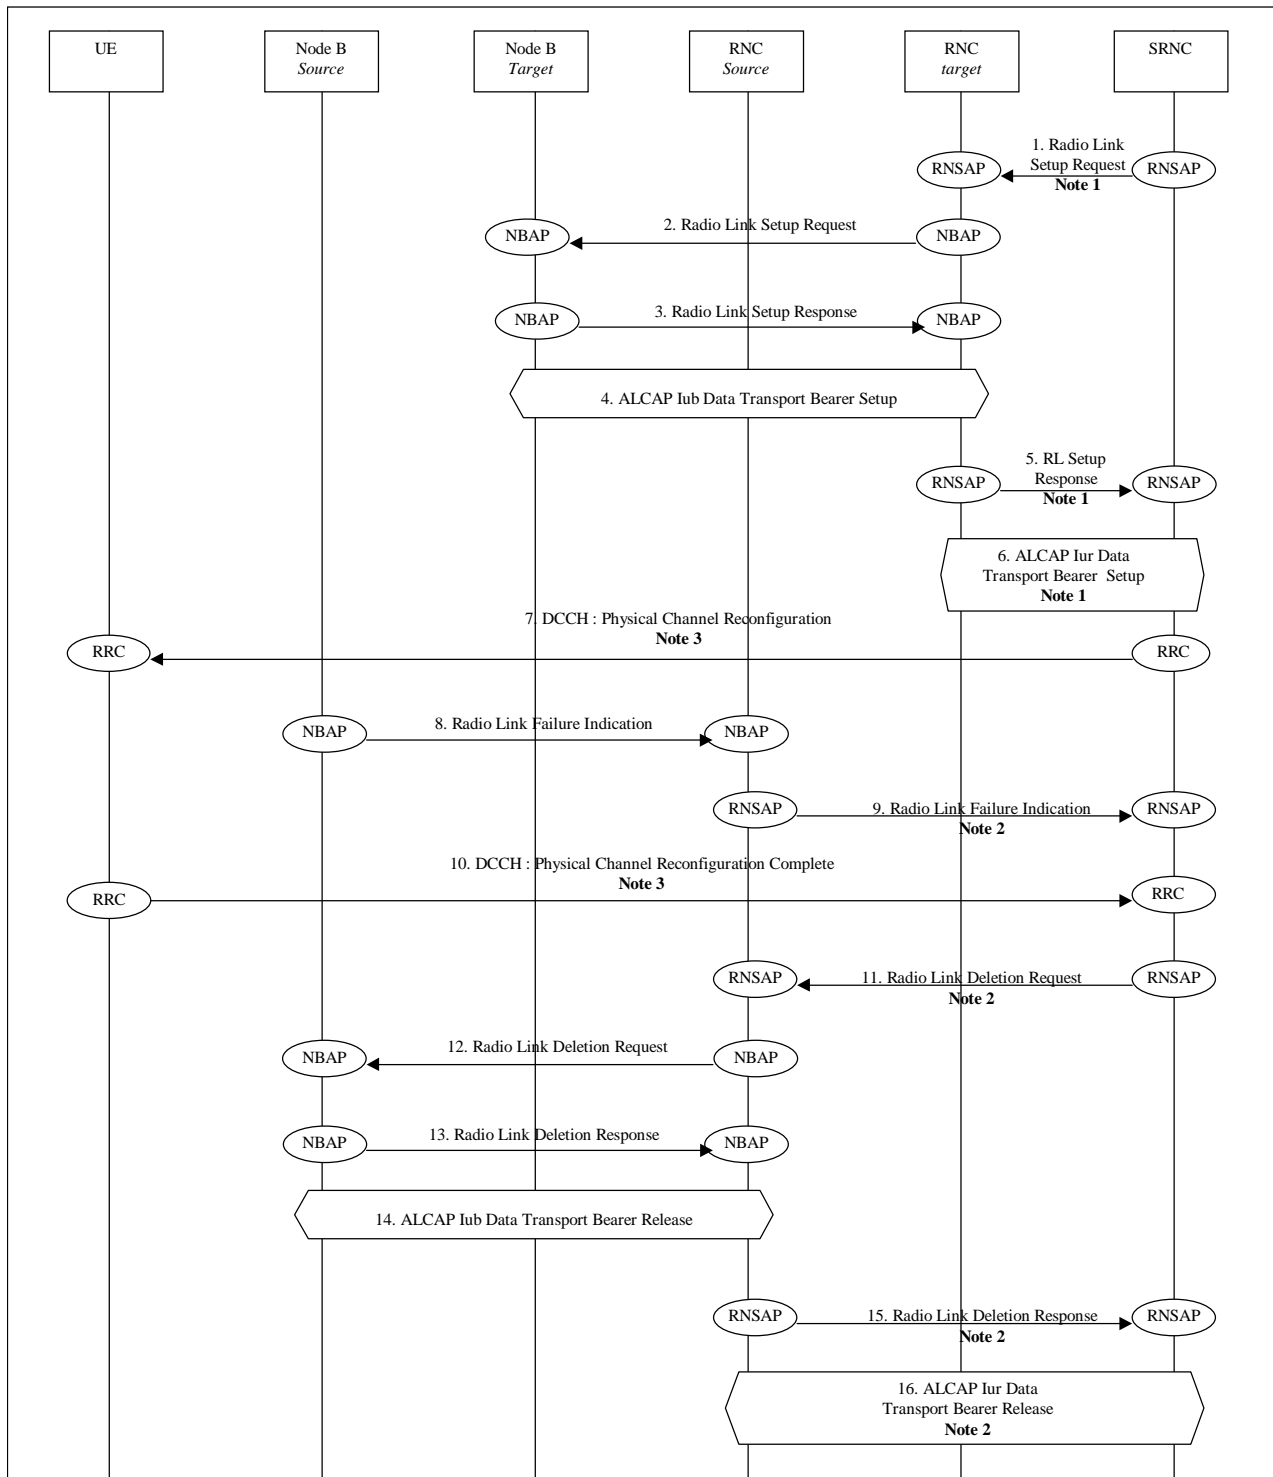 UE
Node B
Source
Node B
Target
RNC
Source
RNC
target
SRNC
1. Radio Link
Setup Request
Note 1
RNSAP
RNSAP
2. Radio Link Setup Request
NBAP
NBAP
3. Radio Link Setup Response
NBAP
NBAP
4. ALCAP Iub Data Transport Bearer Setup
5. RL Setup
Response
Note 1
RNSAP
RNSAP
6. ALCAP Iur Data
Transport Bearer Setup
Note 1
7. DCCH : Physical Channel Reconfiguration
Note 3
RRC
RRC
8. Radio Link Failure Indication
NBAP
NBAP
RNSAP
9. Radio Link Failure Indication
Note 2
RNSAP
10. DCCH : Physical Channel Reconfiguration Complete
Note 3
RRC
RRC
RNSAP
11. Radio Link Deletion Request
Note 2
RNSAP
12. Radio Link Deletion Request
NBAP
NBAP
13. Radio Link Deletion Response
NBAP
NBAP
14. ALCAP Iub Data Transport Bearer Release
RNSAP
15. Radio Link Deletion Response
Note 2
RNSAP
16. ALCAP Iur Data
Transport Bearer Release
Note 2